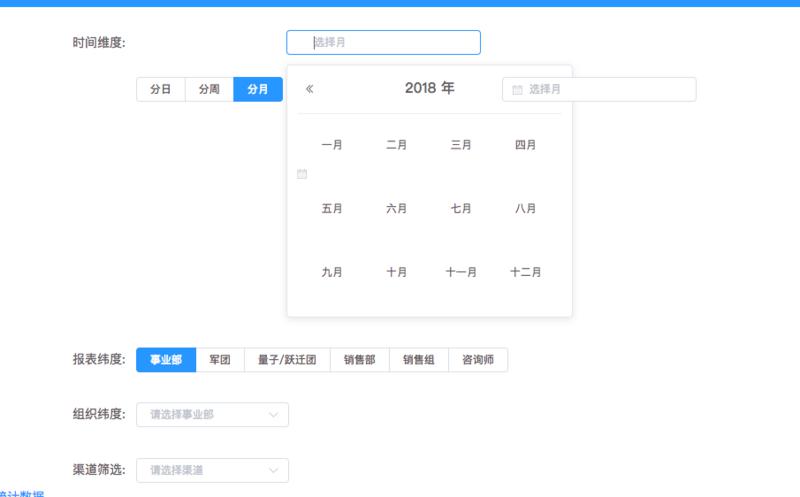 时间维度:
选择月
分日 分周 分月
2018 年
选择月
一月 二月 三月 四月
五月 六月 七月 八月
九月 十月 十一月 十二月
报表纬度:
事业部 军团 量子/跃迁团 销售部 销售组 咨询师
组织纬度:
请选择事业部
渠道筛选:
请选择渠道
统计数据